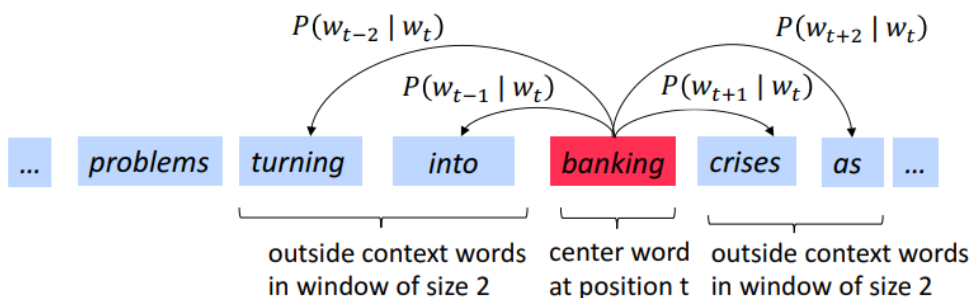 P(w_{t−2} | w_t)
P(w_{t+2} | w_t)
P(w_{t−1} | w_t)
P(w_{t+1} | w_t)
... problems turning into banking crises as ...
outside context words
in window of size 2
center word
at position t
outside context words
in window of size 2